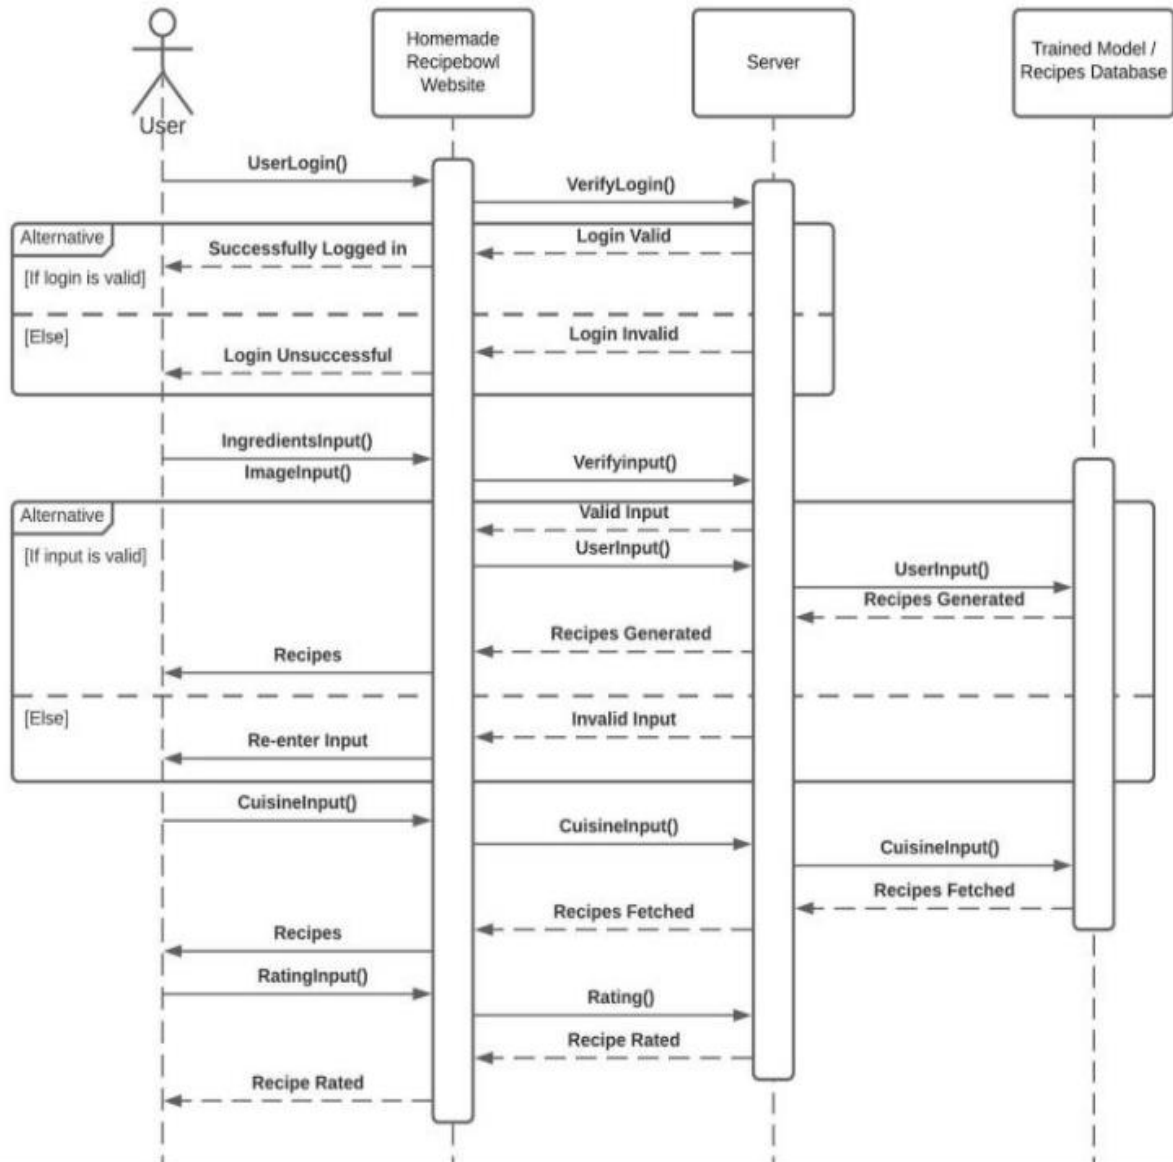 Homemade
Recipebowl
Website
Server
Trained Model /
Recipes Database
User
UserLogin()
VerifyLogin()
Alternative
Login Valid
Successfully Logged in
[If login is valid]
[Else]
Login Invalid
Login Unsuccessful
IngredientsInput()
ImageInput()
Verifyinput()
Alternative
Valid Input
[If input is valid]
UserInput()
UserInput()
Recipes Generated
Recipes Generated
Recipes
[Else]
Invalid Input
Re-enter Input
CuisineInput()
CuisineInput()
CuisineInput()
Recipes Fetched
Recipes Fetched
Recipes
RatingInput()
Rating()
Recipe Rated
Recipe Rated